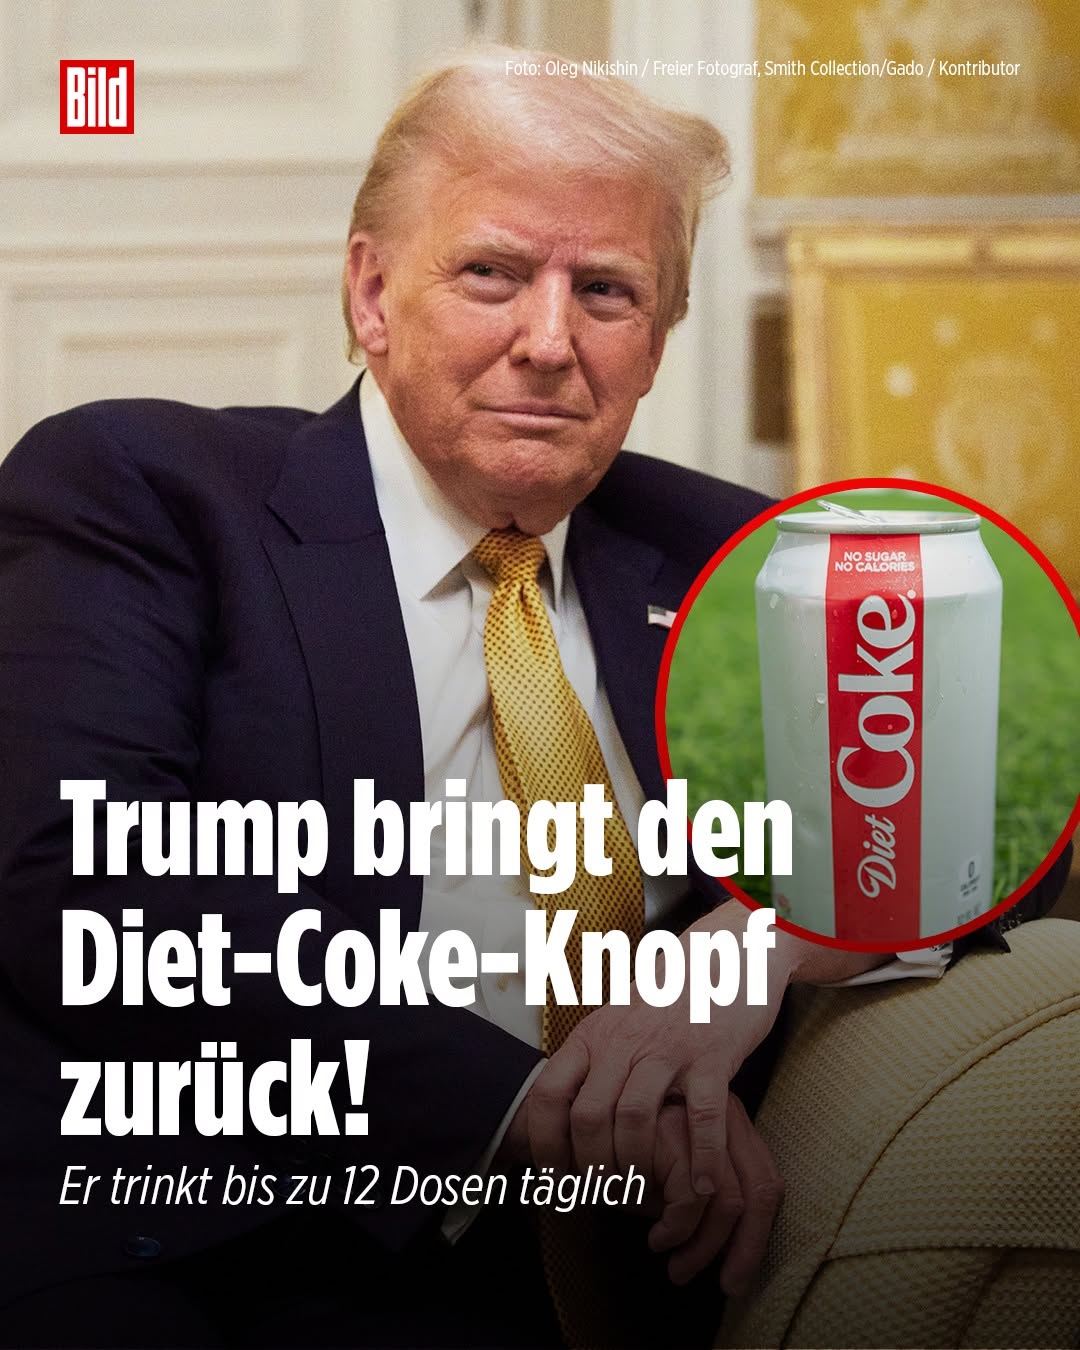 Bild
Foto: Oleg Nikishin / Freier Fotograf, Smith Collection/Gado / Kontributor
NO SUGAR
NO CALORIES
Diet Coke
Trump bringt den
Diet-Coke-Knopf
zurück!
Er trinkt bis zu 12 Dosen täglich